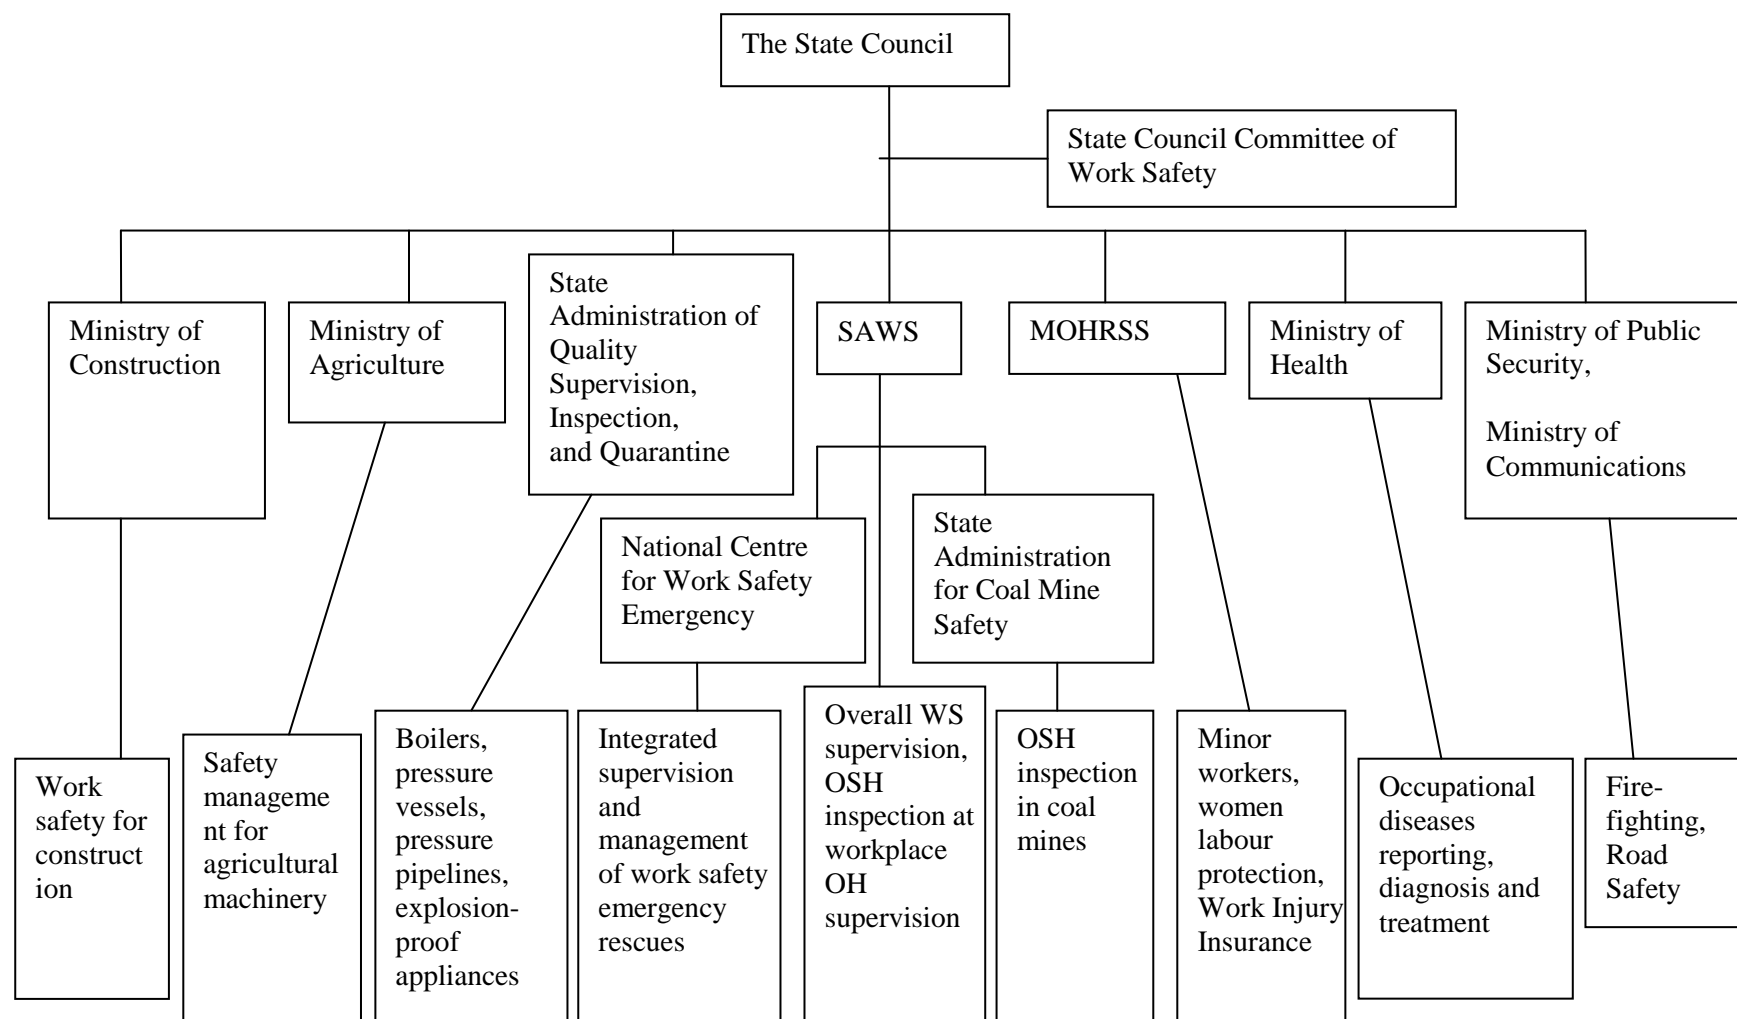 The State Council
State Council Committee of
Work Safety
Ministry of
Construction
Ministry of
Agriculture
State
Administration of
Quality
Supervision,
Inspection,
and Quarantine
SAWS
MOHRSS
Ministry of
Health
Ministry of Public
Security,
Ministry of
Communications
National Centre
for Work Safety
Emergency
State
Administration
for Coal Mine
Safety
Work
safety for
construct
ion
Safety
manageme
nt for
agricultural
machinery
Boilers,
pressure
vessels,
pressure
pipelines,
explosion-
proof
appliances
Integrated
supervision
and
management
of work safety
emergency
rescues
Overall WS
supervision,
OSH
inspection at
workplace
OH
supervision
OSH
inspection
in coal
mines
Minor
workers,
women
labour
protection,
Work Injury
Insurance
Occupational
diseases
reporting,
diagnosis and
treatment
Fire-
fighting,
Road
Safety